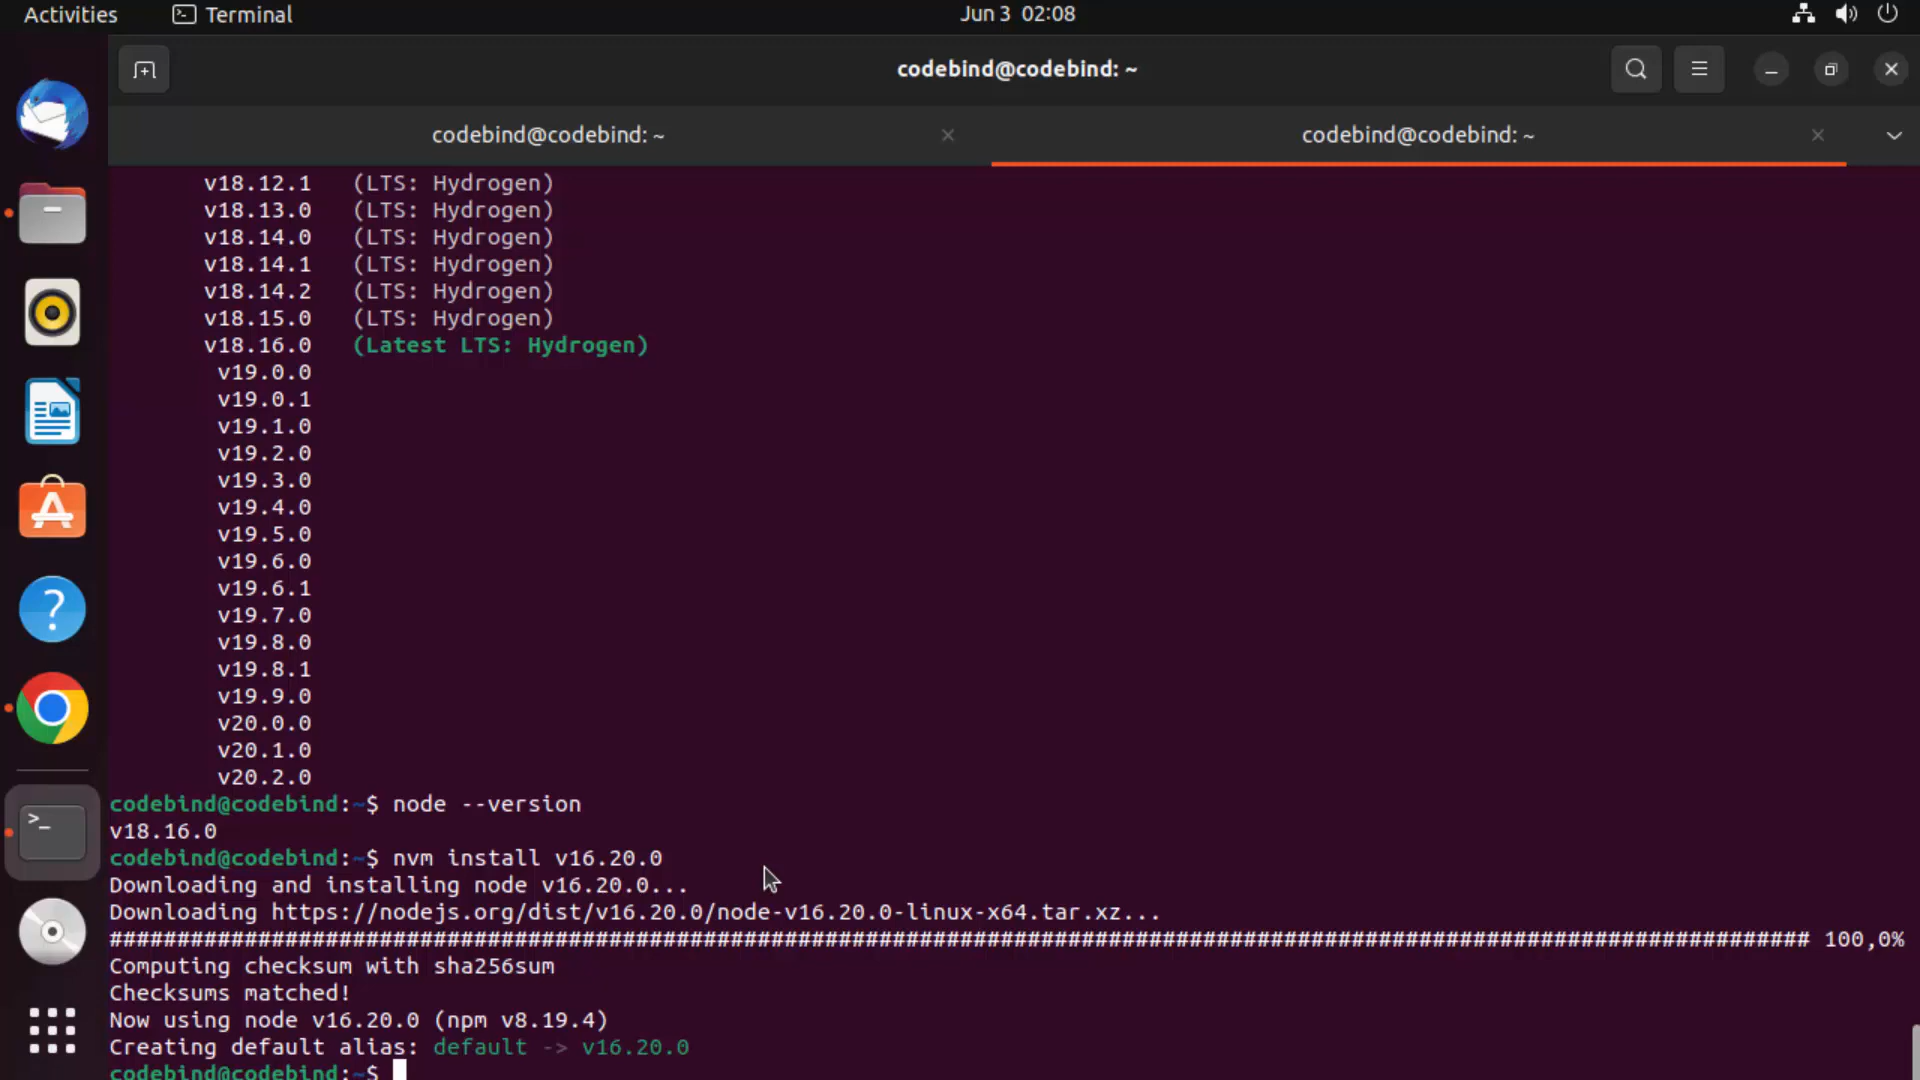 Activities
Terminal
Jun 3 02:08
codebind@codebind: ~
codebind@codebind: ~
codebind@codebind: ~
v18.12.1 (LTS: Hydrogen)
v18.13.0 (LTS: Hydrogen)
v18.14.0 (LTS: Hydrogen)
v18.14.1 (LTS: Hydrogen)
v18.14.2 (LTS: Hydrogen)
v18.15.0 (LTS: Hydrogen)
v18.16.0 (Latest LTS: Hydrogen)
v19.0.0
v19.0.1
v19.1.0
v19.2.0
v19.3.0
v19.4.0
v19.5.0
v19.6.0
v19.6.1
v19.7.0
v19.8.0
v19.8.1
v19.9.0
v20.0.0
v20.1.0
v20.2.0
codebind@codebind:~$ node --version
v18.16.0
codebind@codebind:~$ nvm install v16.20.0
Downloading and installing node v16.20.0...
Downloading https://nodejs.org/dist/v16.20.0/node-v16.20.0-linux-x64.tar.xz...
############################################################################################################################## 100,0%
Computing checksum with sha256sum
Checksums matched!
Now using node v16.20.0 (npm v8.19.4)
Creating default alias: default -> v16.20.0
codebind@codebind:~$